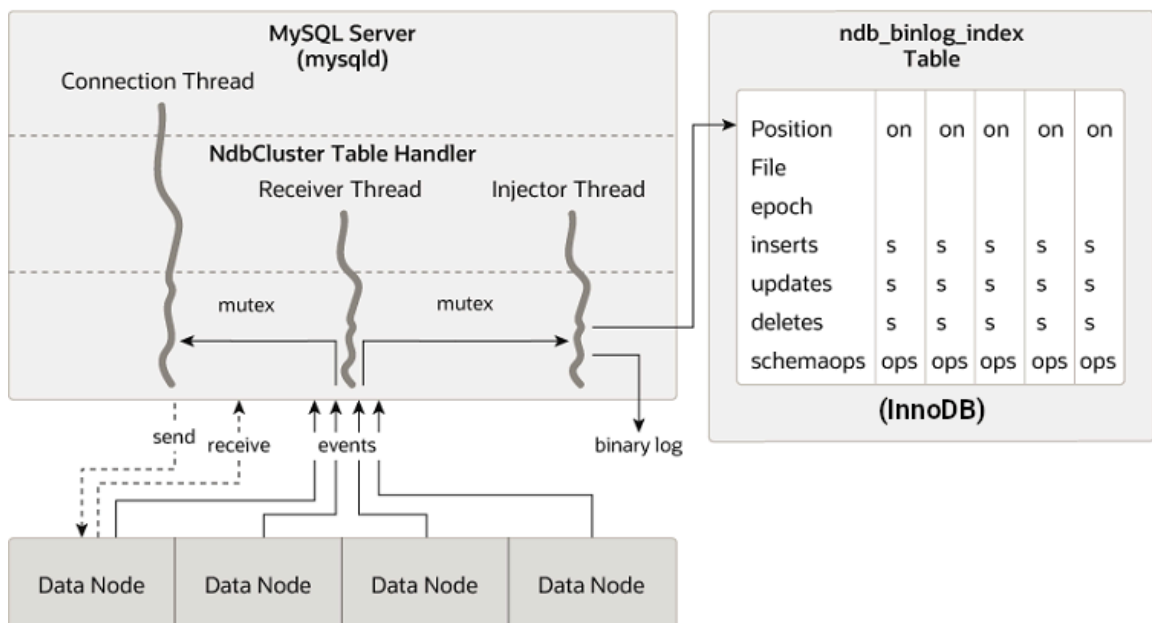 MySQL Server
(mysqld)
Connection Thread
NdbCluster Table Handler
Receiver Thread
Injector Thread
mutex
mutex
send
receive
events
binary log
Data Node
Data Node
Data Node
Data Node
ndb_binlog_index
Table
Position on on on on on
File
epoch
inserts s s s s s
updates s s s s s
deletes s s s s s
schemaops ops ops ops ops ops
(InnoDB)